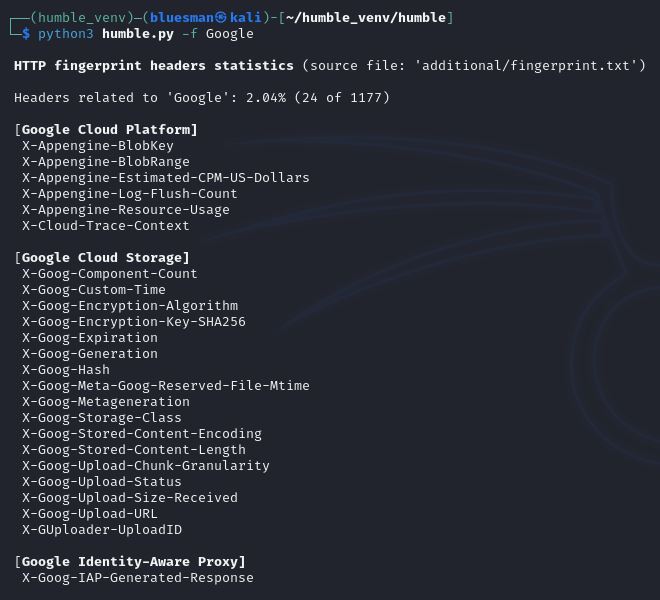 ┌──(humble_venv)─(bluesman㉿kali)-[~/humble_venv/humble]
└─$ python3 humble.py -f Google
HTTP fingerprint headers statistics (source file: 'additional/fingerprint.txt')
Headers related to 'Google': 2.04% (24 of 1177)
[Google Cloud Platform]
X-Appengine-BlobKey
X-Appengine-BlobRange
X-Appengine-Estimated-CPM-US-Dollars
X-Appengine-Log-Flush-Count
X-Appengine-Resource-Usage
X-Cloud-Trace-Context
[Google Cloud Storage]
X-Goog-Component-Count
X-Goog-Custom-Time
X-Goog-Encryption-Algorithm
X-Goog-Encryption-Key-SHA256
X-Goog-Expiration
X-Goog-Generation
X-Goog-Hash
X-Goog-Meta-Goog-Reserved-File-Mtime
X-Goog-Metageneration
X-Goog-Storage-Class
X-Goog-Stored-Content-Encoding
X-Goog-Stored-Content-Length
X-Goog-Upload-Chunk-Granularity
X-Goog-Upload-Status
X-Goog-Upload-Size-Received
X-Goog-Upload-URL
X-GUploader-UploadID
[Google Identity-Aware Proxy]
X-Goog-IAP-Generated-Response